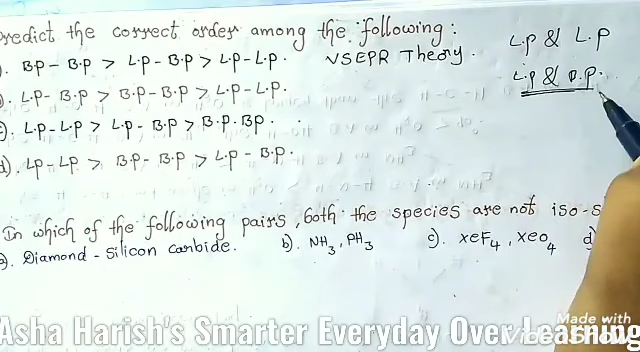 Predict the correct order among the following :
VSEPR Theory.
L.p & L.p
L.p & B.p.
). BP - B.P > L.P - B.P > L.P - L.P.
). L.P - B.P > B.P - B.P > L.P - L.P.
c). L.P - L.P > L.P - B.P > B.P. B.P.
d). L.P - L.P > B.P - B.P > L.P - B.P.
In which of the following pairs, both the species are not iso-s
a). Diamond - Silicon carbide. b). NH3, PH3 c). XeF4, XeO4 d
Made with
Asha Harish's Smarter Everyday Over Learning